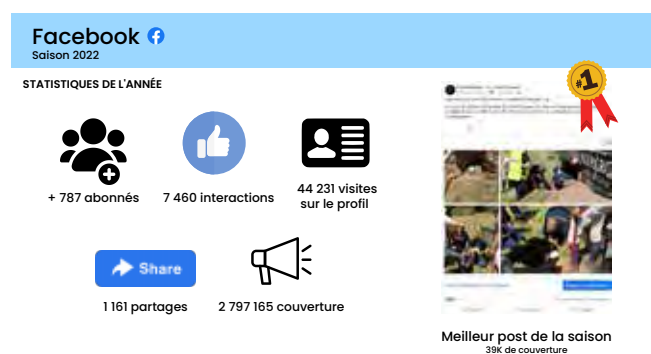 Facebook
Saison 2022
STATISTIQUES DE L'ANNÉE
#1
+ 787 abonnés
7 460 interactions
44 231 visites
sur le profil
Share
1 161 partages
2 797 165 couverture
Meilleur post de la saison
39K de couverture